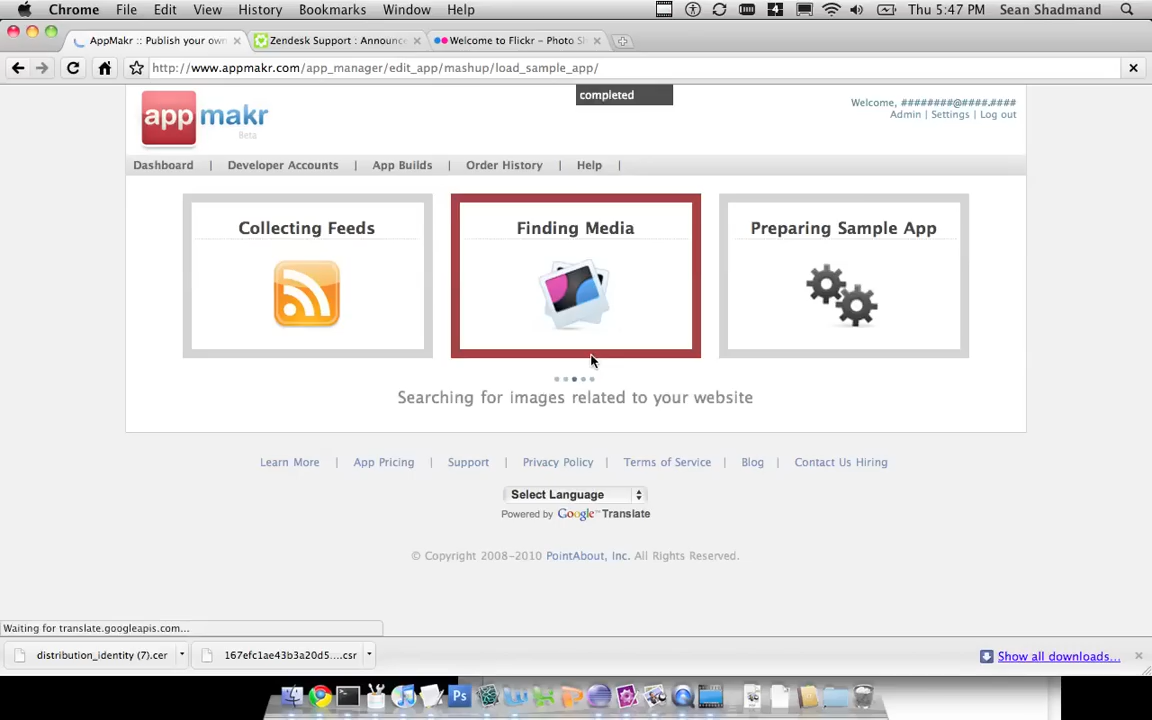 Chrome File Edit View History Bookmarks Window Help 4 Thu 5:47 PM Sean Shadmand
AppMakr :: Publish your own Zendesk Support : Announc Welcome to Flickr – Photo S
http://www.appmakr.com/app_manager/edit_app/mashup/load_sample_app/
completed
app makr
Beta
Welcome, ########@####.####
Admin | Settings | Log out
Dashboard | Developer Accounts | App Builds | Order History | Help |
Collecting Feeds Finding Media Preparing Sample App
Searching for images related to your website
Learn More | App Pricing | Support | Privacy Policy | Terms of Service | Blog | Contact Us Hiring
Select Language
Powered by Google™ Translate
© Copyright 2008–2010 PointAbout, Inc. All Rights Reserved.
Waiting for translate.googleapis.com...
distribution_identity (7).cer 167efc1ae43b3a20d5....csr Show all downloads...
Ps